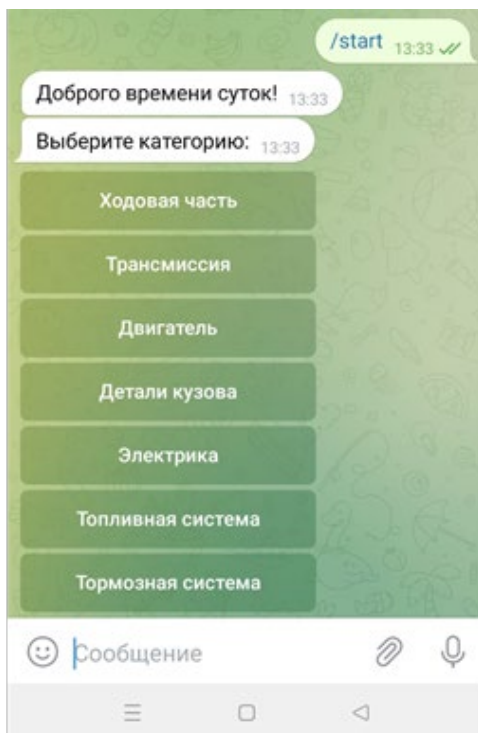 /start 13:33
Доброго времени суток! 13:33
Выберите категорию: 13:33
Ходовая часть
Трансмиссия
Двигатель
Детали кузова
Электрика
Топливная система
Тормозная система
Сообщение